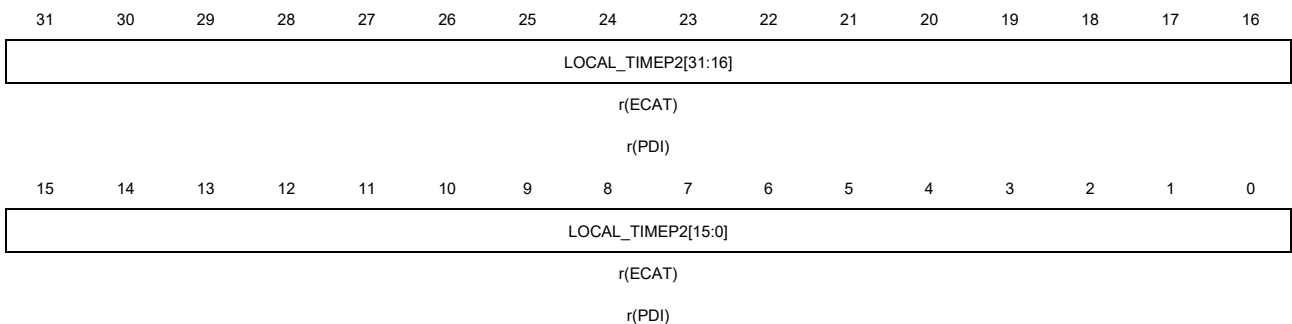 31 30 29 28 27 26 25 24 23 22 21 20 19 18 17 16
LOCAL_TIMEP2[31:16]
r(ECAT)
r(PDI)
15 14 13 12 11 10 9 8 7 6 5 4 3 2 1 0
LOCAL_TIMEP2[15:0]
r(ECAT)
r(PDI)